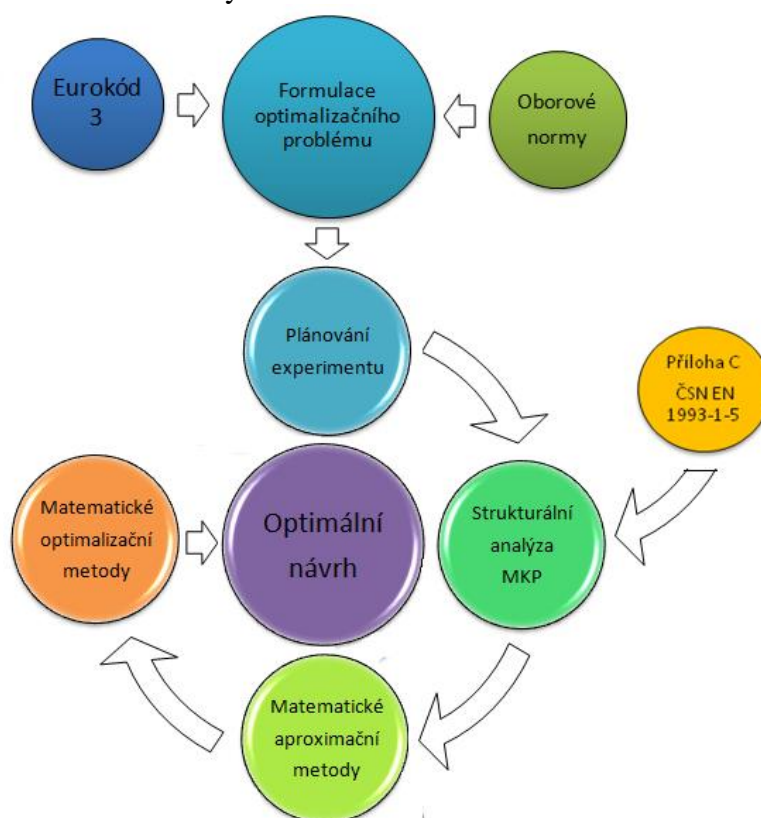 Eurokód
3
Formulace
optimalizačního
problému
Oborové
normy
Plánování
experimentu
Příloha C
ČSN EN
1993-1-5
Matematické
optimalizační
metody
Optimální
návrh
Strukturální
analýza
MKP
Matematické
aproximační
metody